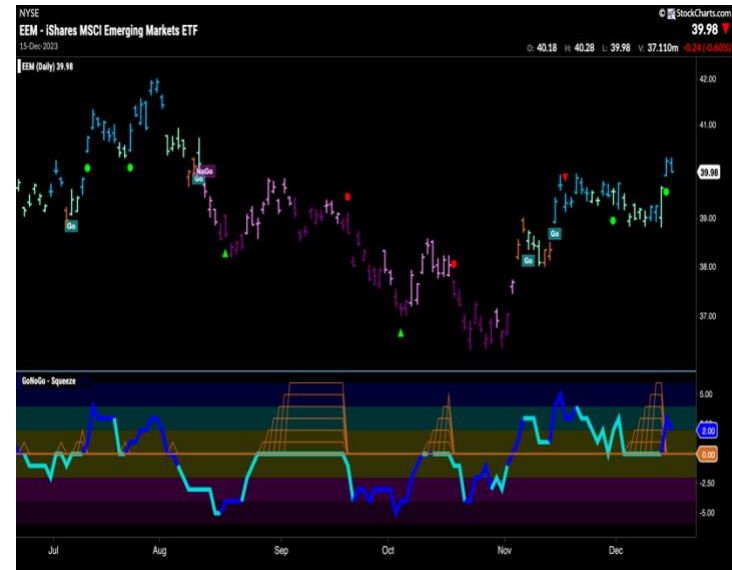 NYSE
© StockCharts.com
EEM - iShares MSCI Emerging Markets ETF
39.98
15-Dec-2023
O: 40.18 H: 40.28 L: 39.98 V: 37.110m -0.24 (-0.60%)
EEM (Daily) 39.98
42.00
41.00
NoGo
Go
39.98
39.00
Go
Go
Go
38.00
37.00
GoNoGo - Squeeze
5.00
2.00
0.00
-2.50
-5.00
Jul Aug Sep Oct Nov Dec